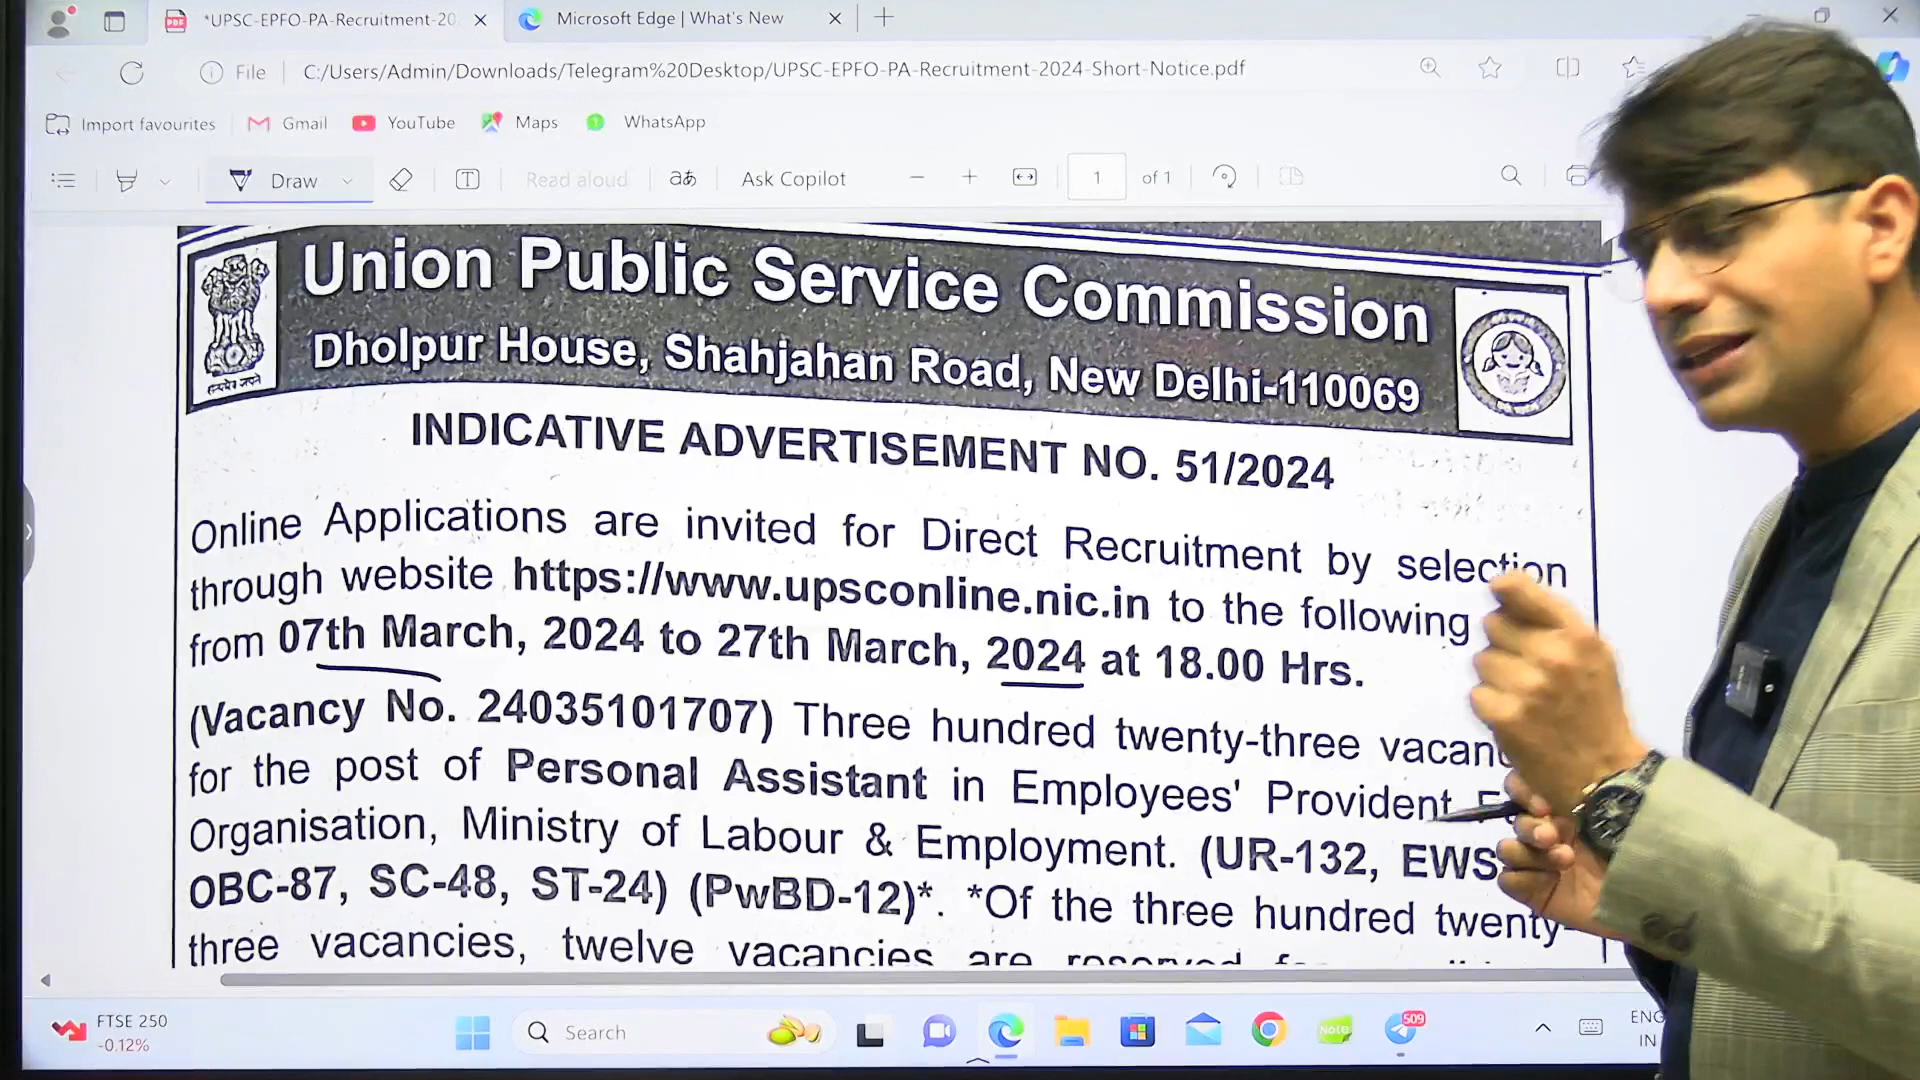 *UPSC-EPFO-PA-Recruitment-20
Microsoft Edge | What's New
File
C:/Users/Admin/Downloads/Telegram%20Desktop/UPSC-EPFO-PA-Recruitment-2024-Short-Notice.pdf
Import favourites
Gmail
YouTube
Maps
WhatsApp
Draw
Read aloud
Ask Copilot
1
of 1
Union Public Service Commission
Dholpur House, Shahjahan Road, New Delhi-110069
सत्यमेव जयते
INDICATIVE ADVERTISEMENT NO. 51/2024
Online Applications are invited for Direct Recruitment by selection
through website https://www.upsconline.nic.in to the following
from 07th March, 2024 to 27th March, 2024 at 18.00 Hrs.
(Vacancy No. 24035101707) Three hundred twenty-three
for the post of Personal Assistant in Employees' Provident
Organisation, Ministry of Labour & Employment. (UR-132, EWS
OBC-87, SC-48, ST-24) (PwBD-12)*. *Of the three hundred twenty-
three vacancies, twelve vacancies are reserved
FTSE 250
-0.12%
Search
Note
509
ENG
IN